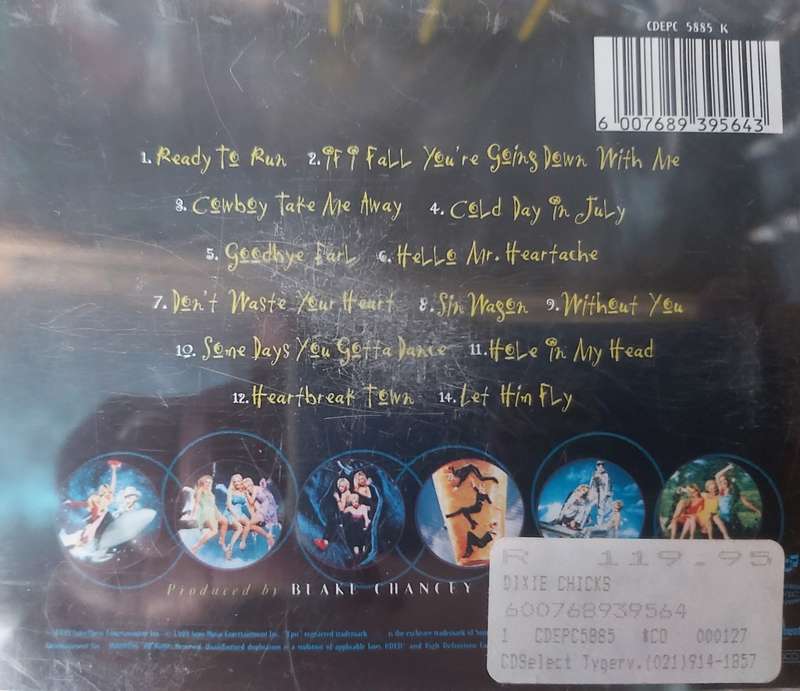 CDEPC 5885 K
6 007689 395643
1. Ready To Run 2. If I Fall You're Going Down With Me
3. Cowboy Take Me Away 4. Cold Day in July
5. Goodbye Earl 6. Hello Mr. Heartache
7. Don't Waste Your Heart 8. Sin Wagon 9. Without You
10. Some Days You Gotta Dance 11. Hole in My Head
12. Heartbreak Town 14. Let Him Fly
Produced by BLAKE CHANCEY
R 119.95
DIXIE CHICKS
600768939564
1 CDEPC5885 $CO 000127
CDSelect Tygerv.(021)914-1857